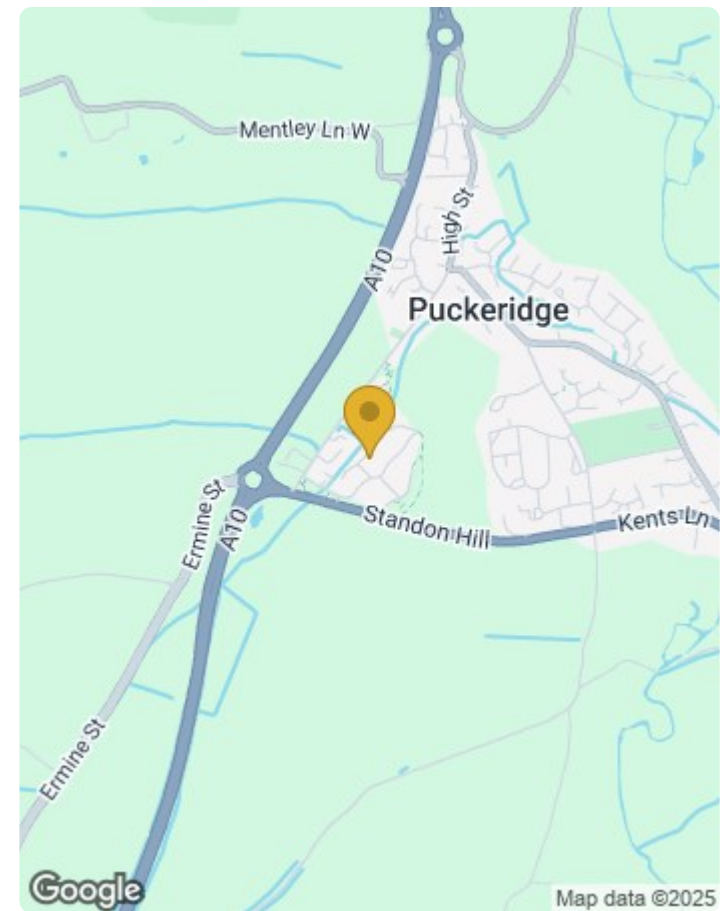 Mentley Ln W
High St
A10
Puckeridge
Ermine St
A10
Standon Hill
Kents Ln
Ermine St
Google
Map data ©2025